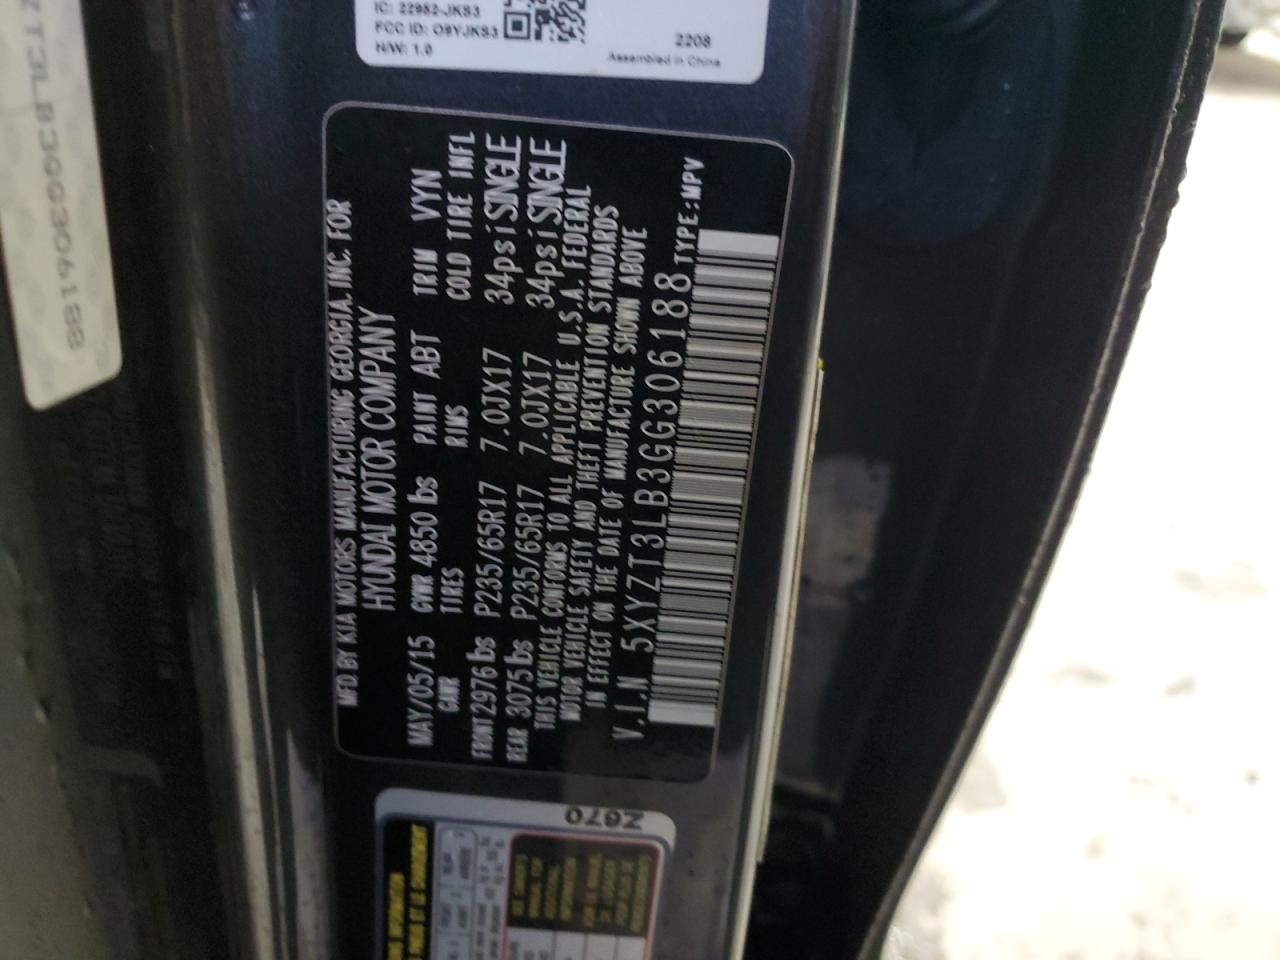 IC: 22952-JKS3
FCC ID: O9YJKS3
H/W: 1.0
2208
Assembled in China
MFD. BY KIA MOTORS MANUFACTURING GEORGIA, INC. FOR
HYUNDAI MOTOR COMPANY
MAY/05/15 GVWR 4850 lbs PAINT ABT TRIM VYN
GAWR TIRES RIMS COLD TIRE INFL
FRONT 2976 lbs P235/65R17 7.0JX17 34psi SINGLE
REAR 3075 lbs P235/65R17 7.0JX17 34psi SINGLE
THIS VEHICLE CONFORMS TO ALL APPLICABLE U.S.A. FEDERAL
MOTOR VEHICLE SAFETY AND THEFT PREVENTION STANDARDS
IN EFFECT ON THE DATE OF MANUFACTURE SHOWN ABOVE
V.I.N 5XYZT3LB3GG306188 TYPE:MPV
Z670